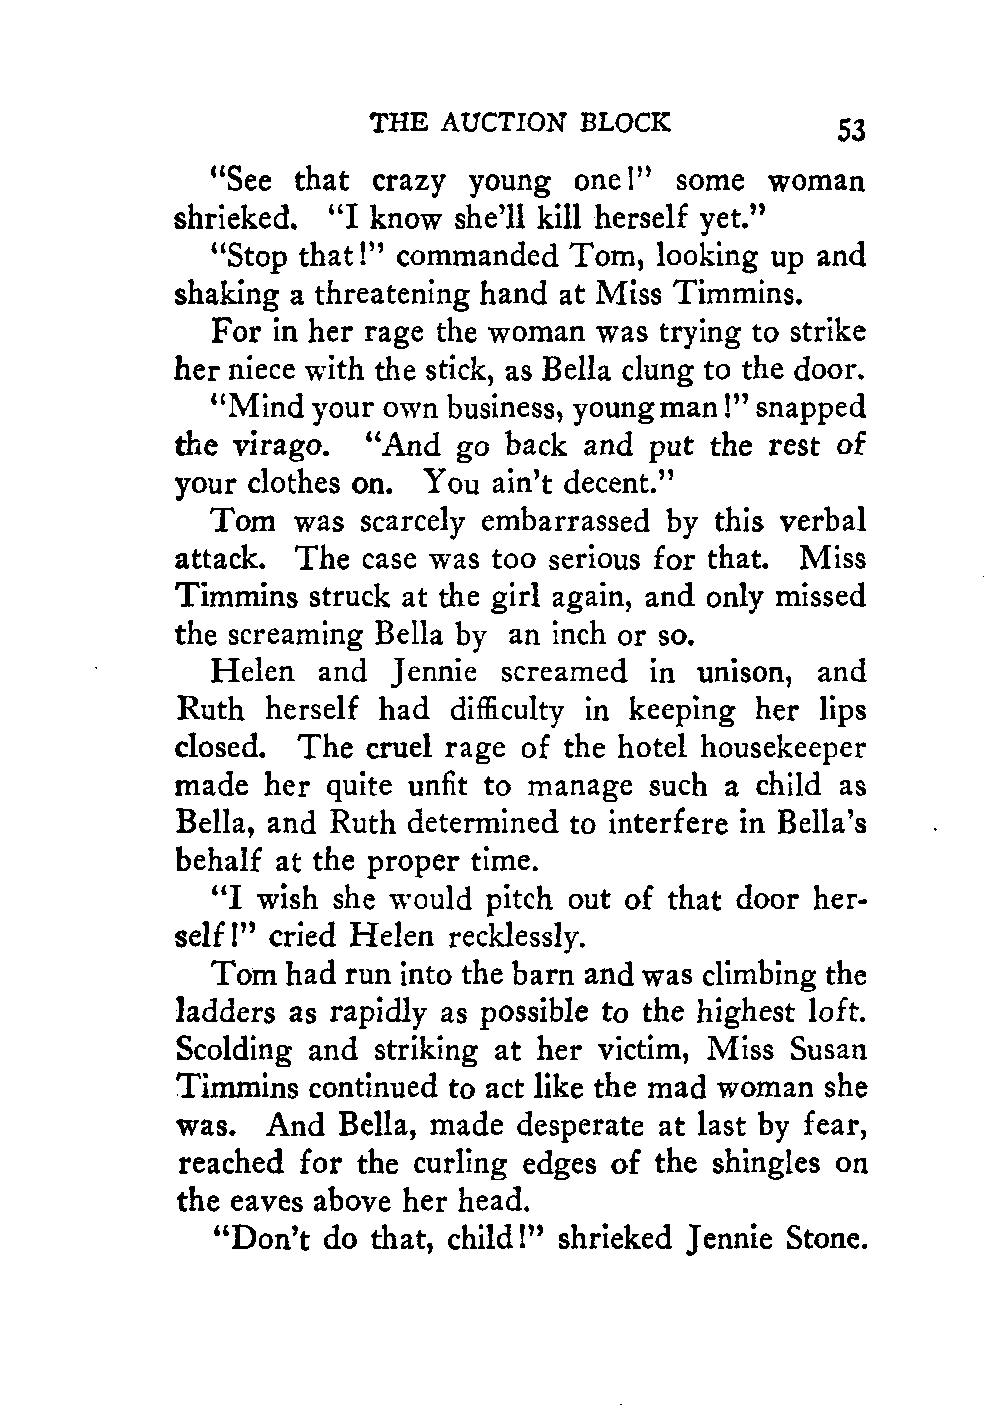 THE AUCTION BLOCK 53
“See that crazy young one!” some woman
shrieked. “I know she’ll kill herself yet.”
“Stop that!” commanded Tom, looking up and
shaking a threatening hand at Miss Timmins.
For in her rage the woman was trying to strike
her niece with the stick, as Bella clung to the door.
“Mind your own business, young man!” snapped
the virago. “And go back and put the rest of
your clothes on. You ain’t decent.”
Tom was scarcely embarrassed by this verbal
attack. The case was too serious for that. Miss
Timmins struck at the girl again, and only missed
the screaming Bella by an inch or so.
Helen and Jennie screamed in unison, and
Ruth herself had difficulty in keeping her lips
closed. The cruel rage of the hotel housekeeper
made her quite unfit to manage such a child as
Bella, and Ruth determined to interfere in Bella’s
behalf at the proper time.
“I wish she would pitch out of that door her-
self!” cried Helen recklessly.
Tom had run into the barn and was climbing the
ladders as rapidly as possible to the highest loft.
Scolding and striking at her victim, Miss Susan
Timmins continued to act like the mad woman she
was. And Bella, made desperate at last by fear,
reached for the curling edges of the shingles on
the eaves above her head.
“Don’t do that, child!” shrieked Jennie Stone.